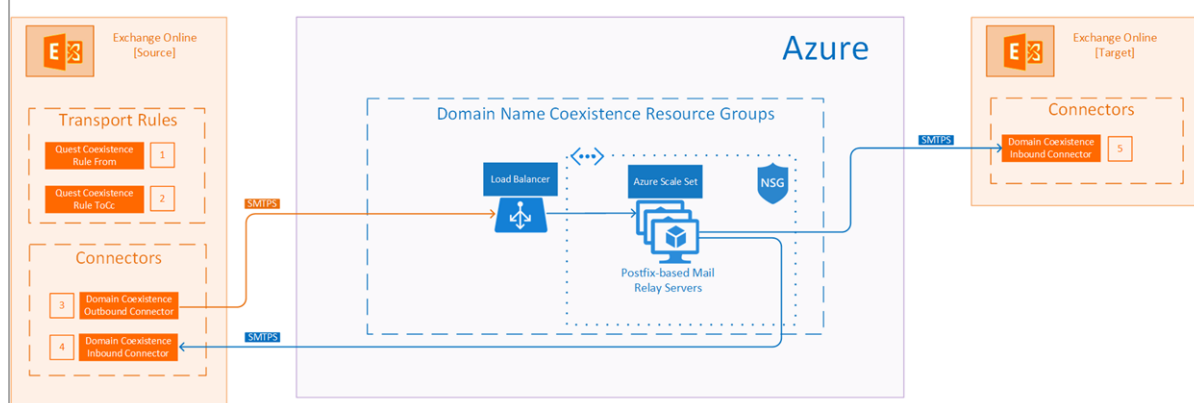 Exchange Online
[Source]
Transport Rules
Quest Coexistence
Rule From
1
Quest Coexistence
Rule ToCc
2
Connectors
3
Domain Coexistence
Outbound Connector
4
Domain Coexistence
Inbound Connector
SMTPS
SMTPS
Azure
Domain Name Coexistence Resource Groups
Load Balancer
Azure Scale Set
NSG
Postfix-based Mail
Relay Servers
SMTPS
Exchange Online
[Target]
Connectors
Domain Coexistence
Inbound Connector
5